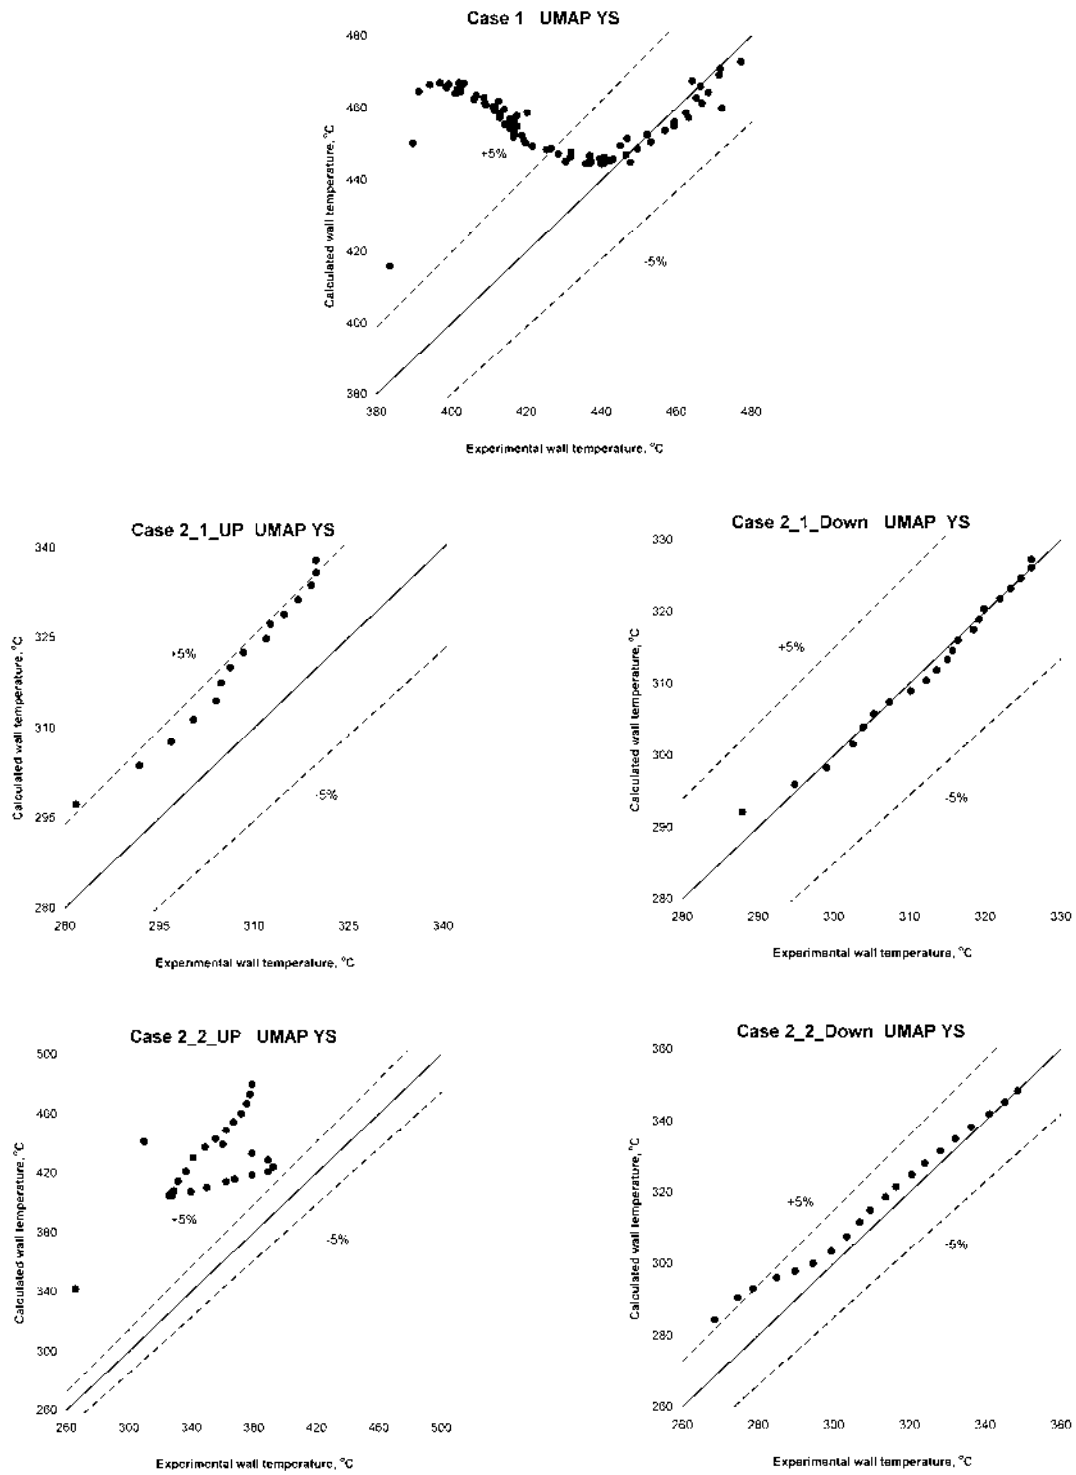 Case 1 UMAP YS
480
460
440
420
400
380
Calculated wall temperature, °C
+5%
-5%
380 400 420 440 460 480
Experimental wall temperature, °C
Case 2_1_UP UMAP YS
340
325
310
295
280
Calculated wall temperature, °C
+5%
-5%
280 295 310 325 340
Experimental wall temperature, °C
Case 2_1_Down UMAP YS
330
320
310
300
290
280
Calculated wall temperature, °C
+5%
-5%
280 290 300 310 320 330
Experimental wall temperature, °C
Case 2_2_UP UMAP YS
500
460
420
380
340
300
260
Calculated wall temperature, °C
+5%
-5%
260 300 340 380 420 460 500
Experimental wall temperature, °C
Case 2_2_Down UMAP YS
360
340
320
300
280
260
Calculated wall temperature, °C
+5%
-5%
260 280 300 320 340 360
Experimental wall temperature, °C